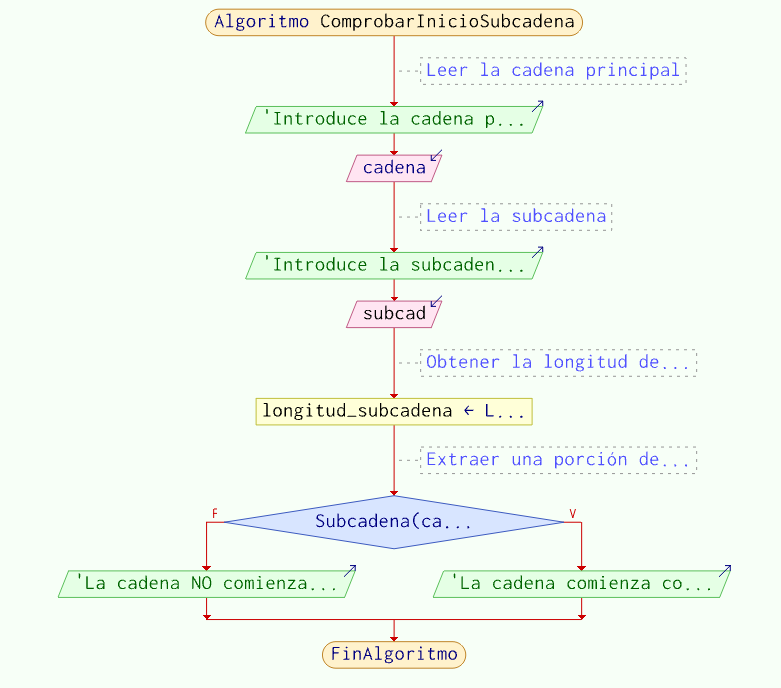 Algoritmo ComprobarInicioSubcadena
Leer la cadena principal
'Introduce la cadena p...
cadena
Leer la subcadena
'Introduce la subcaden...
subcad
Obtener la longitud de...
longitud_subcadena ← L...
Extraer una porción de...
F
V
Subcadena(ca...
'La cadena NO comienza...
'La cadena comienza co...
FinAlgoritmo